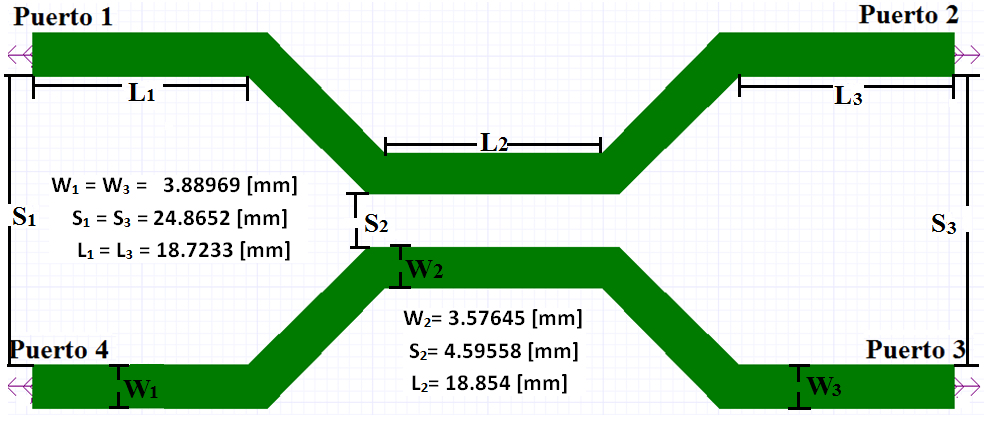 Puerto 1
Puerto 2
L₁
L₃
L₂
W₁ = W₃ = 3.88969 [mm]
S₁ = S₃ = 24.8652 [mm]
L₁ = L₃ = 18.7233 [mm]
S₁
S₂
S₃
W₂
W₂= 3.57645 [mm]
S₂= 4.59558 [mm]
L₂= 18.854 [mm]
Puerto 4
Puerto 3
W₁
W₃